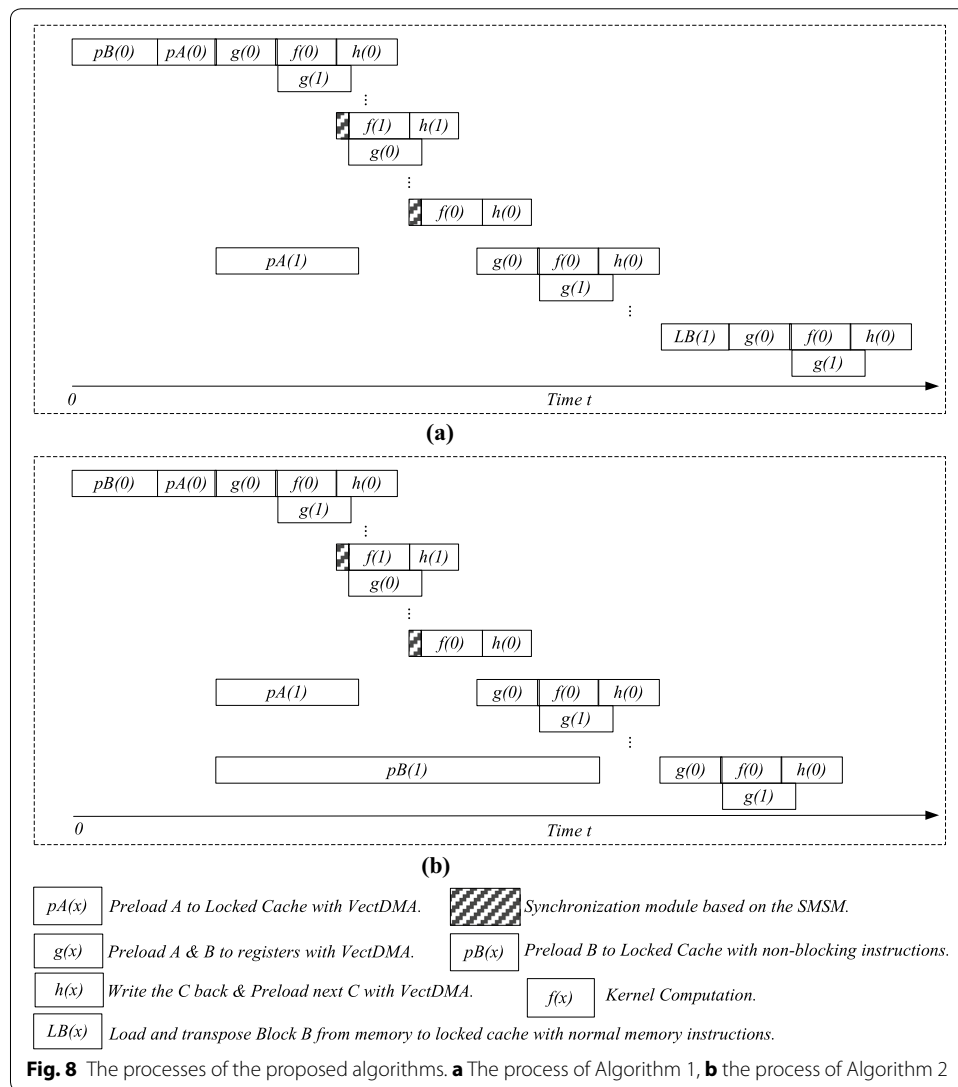 pB(0) pA(0) g(0) f(0) h(0)
g(1)
⋮
f(1) h(1)
g(0)
⋮
f(0) h(0)
pA(1) g(0) f(0) h(0)
g(1)
⋮
LB(1) g(0) f(0) h(0)
g(1)
0 Time t
(a)
pB(0) pA(0) g(0) f(0) h(0)
g(1)
⋮
f(1) h(1)
g(0)
⋮
f(0) h(0)
pA(1) g(0) f(0) h(0)
g(1)
⋮
pB(1) g(0) f(0) h(0)
g(1)
0 Time t
(b)
pA(x) Preload A to Locked Cache with VectDMA. Synchronization module based on the SMSM.
g(x) Preload A & B to registers with VectDMA. pB(x) Preload B to Locked Cache with non-blocking instructions.
h(x) Write the C back & Preload next C with VectDMA. f(x) Kernel Computation.
LB(x) Load and transpose Block B from memory to locked cache with normal memory instructions.
Fig. 8 The processes of the proposed algorithms. a The process of Algorithm 1, b the process of Algorithm 2